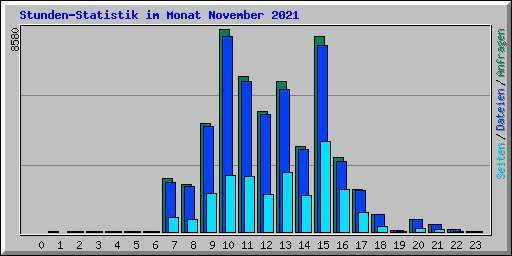 Stunden-Statistik im Monat November 2021
8580
Seiten/Dateien/Anfragen
0 1 2 3 4 5 6 7 8 9 10 11 12 13 14 15 16 17 18 19 20 21 22 23